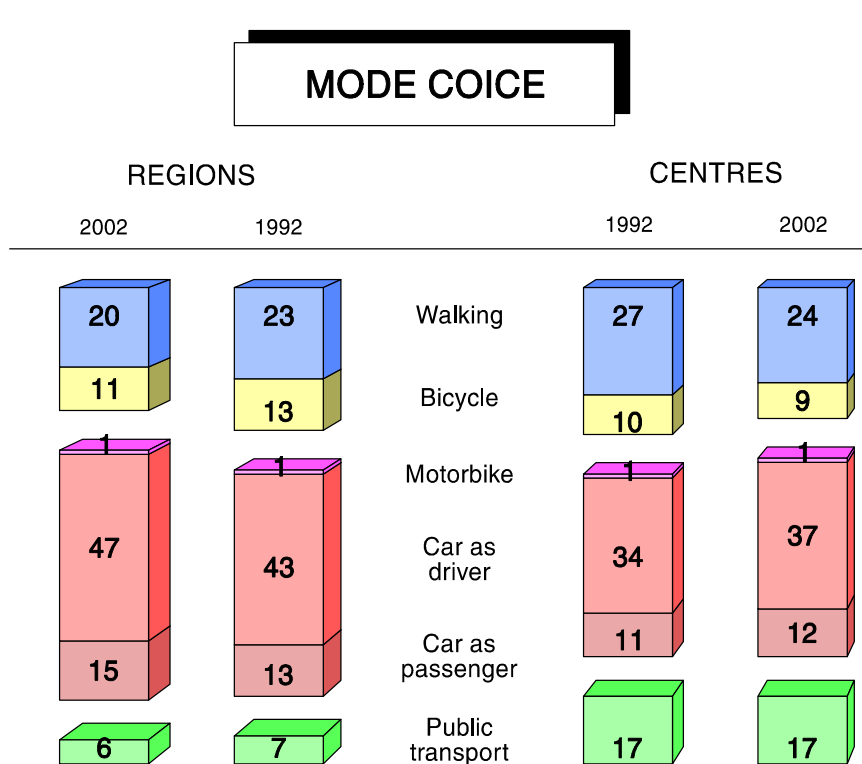 MODE COICE
REGIONS CENTRES
2002 1992 1992 2002
20 23 Walking 27 24
11 13 Bicycle 10 9
1 1 Motorbike 1 1
47 43 Car as 34 37
driver
15 13 Car as 11 12
passenger
6 7 Public 17 17
transport